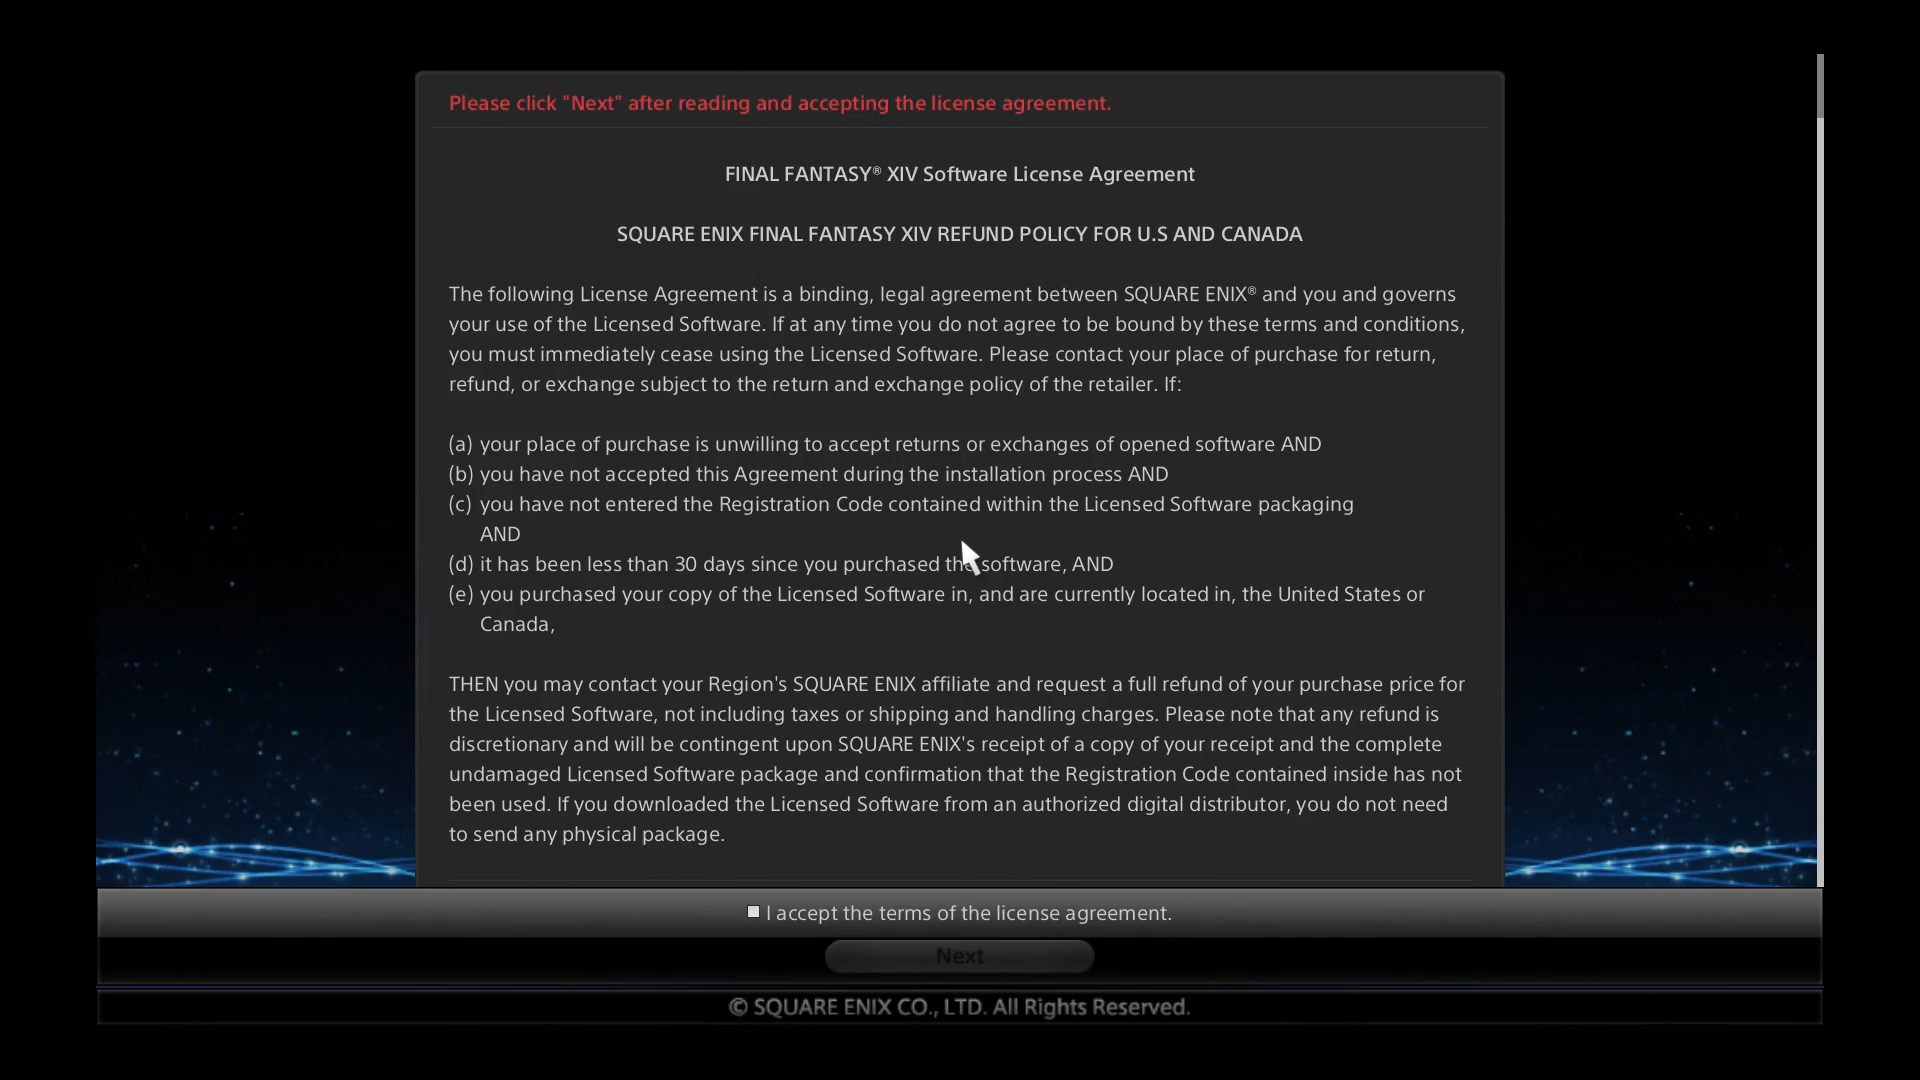 Please click "Next" after reading and accepting the license agreement.
FINAL FANTASY® XIV Software License Agreement
SQUARE ENIX FINAL FANTASY XIV REFUND POLICY FOR U.S AND CANADA
The following License Agreement is a binding, legal agreement between SQUARE ENIX® and you and governs
your use of the Licensed Software. If at any time you do not agree to be bound by these terms and conditions,
you must immediately cease using the Licensed Software. Please contact your place of purchase for return,
refund, or exchange subject to the return and exchange policy of the retailer. If:
(a) your place of purchase is unwilling to accept returns or exchanges of opened software AND
(b) you have not accepted this Agreement during the installation process AND
(c) you have not entered the Registration Code contained within the Licensed Software packaging
AND
(d) it has been less than 30 days since you purchased the software, AND
(e) you purchased your copy of the Licensed Software in, and are currently located in, the United States or
Canada,
THEN you may contact your Region's SQUARE ENIX affiliate and request a full refund of your purchase price for
the Licensed Software, not including taxes or shipping and handling charges. Please note that any refund is
discretionary and will be contingent upon SQUARE ENIX's receipt of a copy of your receipt and the complete
undamaged Licensed Software package and confirmation that the Registration Code contained inside has not
been used. If you downloaded the Licensed Software from an authorized digital distributor, you do not need
to send any physical package.
I accept the terms of the license agreement.
Next
© SQUARE ENIX CO., LTD. All Rights Reserved.